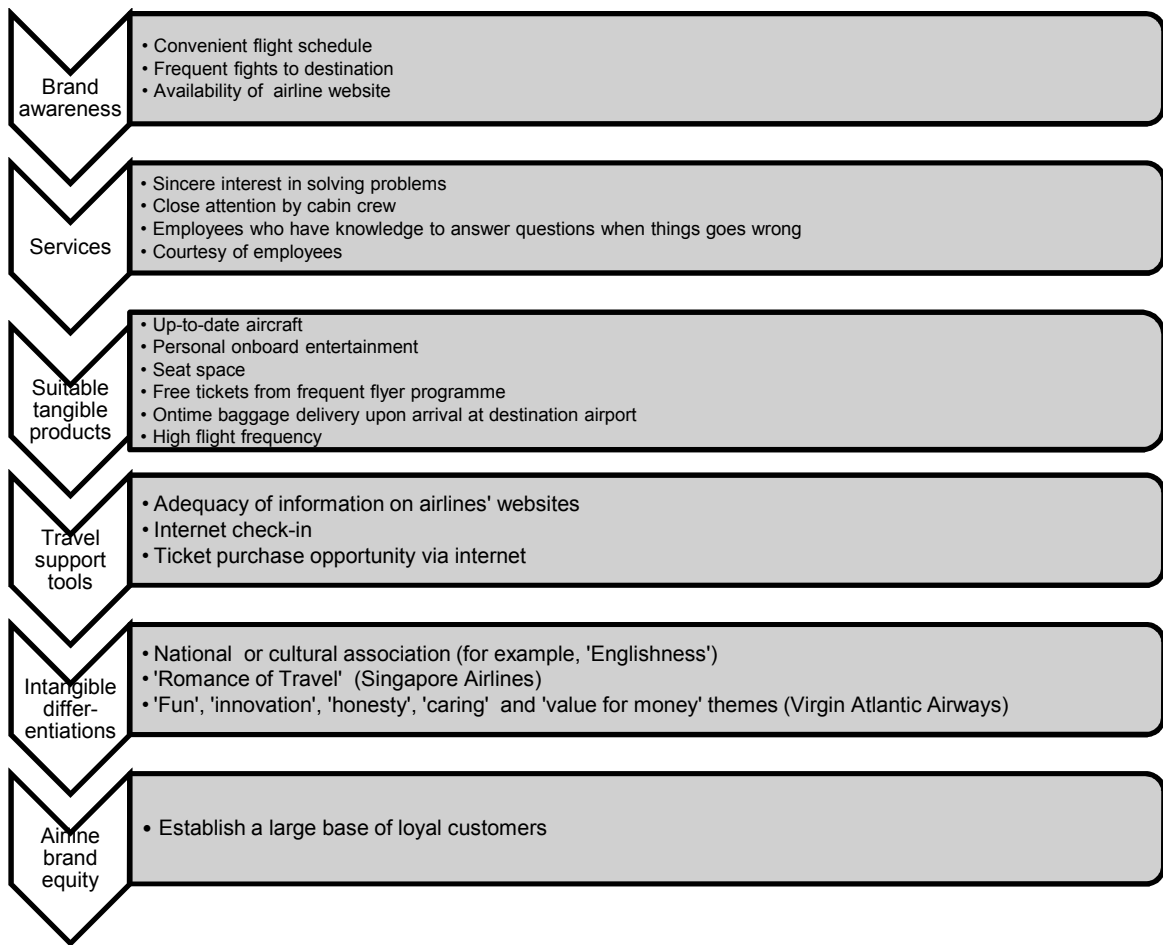 Brand
awareness
• Convenient flight schedule
• Frequent fights to destination
• Availability of airline website
Services
• Sincere interest in solving problems
• Close attention by cabin crew
• Employees who have knowledge to answer questions when things goes wrong
• Courtesy of employees
Suitable
tangible
products
• Up-to-date aircraft
• Personal onboard entertainment
• Seat space
• Free tickets from frequent flyer programme
• Ontime baggage delivery upon arrival at destination airport
• High flight frequency
Travel
support
tools
• Adequacy of information on airlines' websites
• Internet check-in
• Ticket purchase opportunity via internet
Intangible
differ-
entiations
• National or cultural association (for example, 'Englishness')
• 'Romance of Travel' (Singapore Airlines)
• 'Fun', 'innovation', 'honesty', 'caring' and 'value for money' themes (Virgin Atlantic Airways)
Airline
brand
equity
• Establish a large base of loyal customers